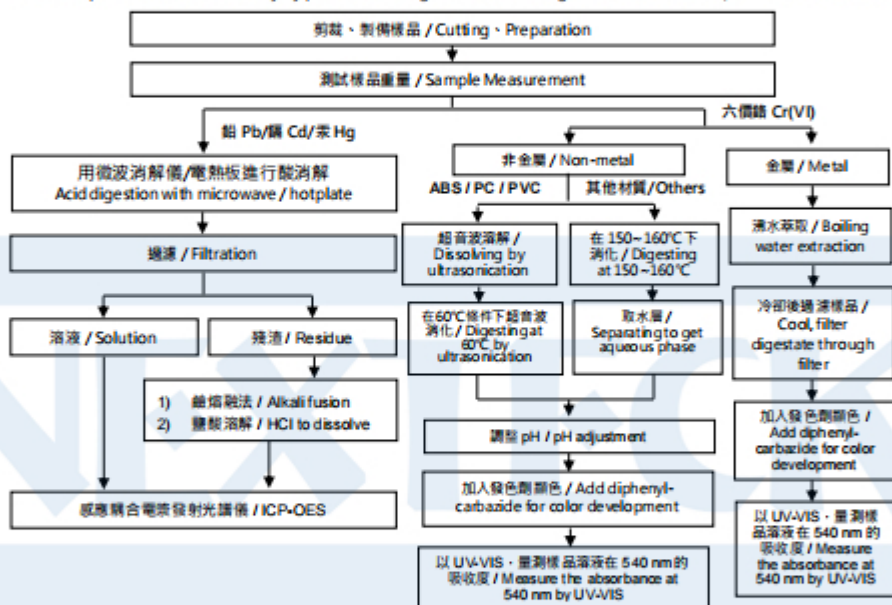 剪裁、製備樣品 / Cutting、Preparation
測試樣品重量 / Sample Measurement
六價鉻 Cr(VI)
鉛 Pb/鎘 Cd/汞 Hg
用微波消解儀/電熱板進行酸消解
Acid digestion with microwave / hotplate
過濾 / Filtration
溶液 / Solution
殘渣 / Residue
1) 鹼熔融法 / Alkali fusion
2) 鹽酸溶解 / HCl to dissolve
感應耦合電漿發射光譜儀 / ICP-OES
非金屬 / Non-metal
ABS / PC / PVC
其他材質/Others
超音波溶解 /
Dissolving by
ultrasonication
在 150~160℃下
消化 / Digesting
at 150~160℃
在60℃條件下超音波
消化 / Digesting at
60℃ by
ultrasonication
取水層 /
Separating to get
aqueous phase
調整 pH / pH adjustment
加入發色劑顯色 / Add diphenyl-
carbazide for color development
以 UV-VIS，量測樣品溶液在 540 nm 的
吸收度 / Measure the absorbance at
540 nm by UV-VIS
金屬 / Metal
沸水萃取 / Boiling
water extraction
冷卻後過濾樣品 /
Cool, filter
digestate through
filter
加入發色劑顯色 /
Add diphenyl-
carbazide for color
development
以 UV-VIS，量測樣
品溶液在 540 nm 的
吸收度 / Measure
the absorbance at
540 nm by UV-VIS